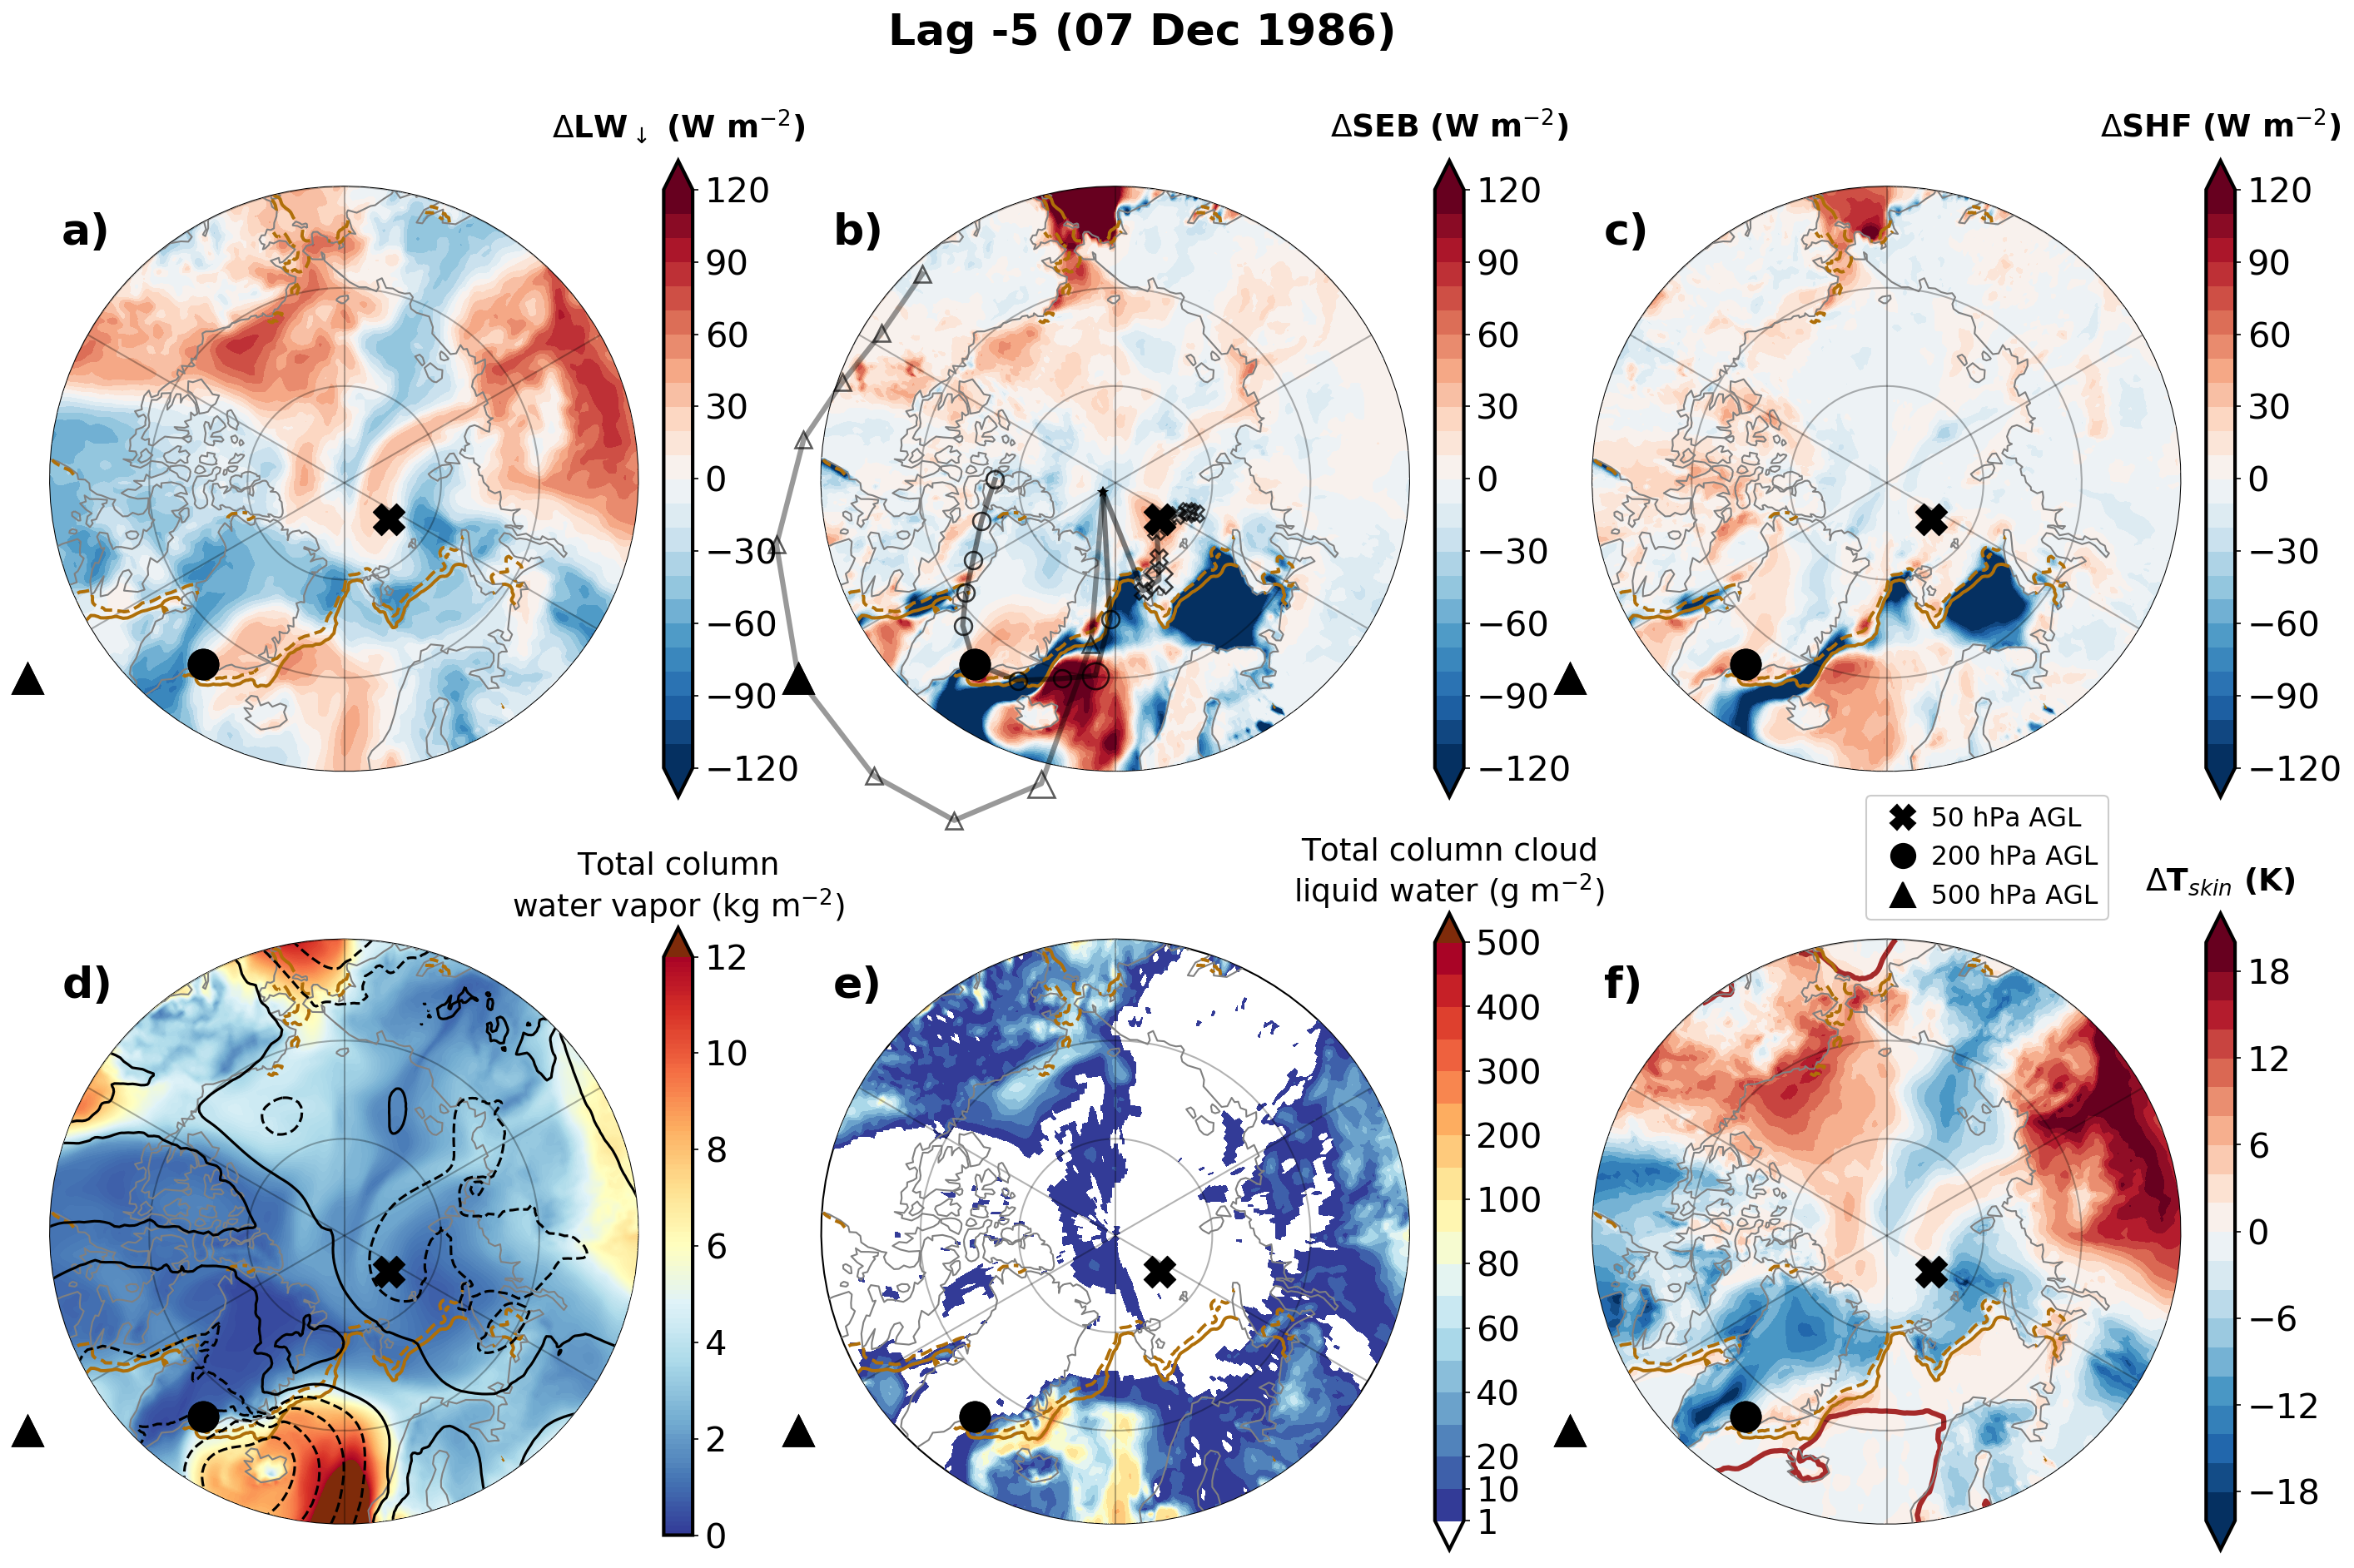 Lag -5 (07 Dec 1986)
ΔLW↓ (W m⁻²)
ΔSEB (W m⁻²)
ΔSHF (W m⁻²)
a)
120
90
60
30
0
−30
−60
−90
−120
b)
120
90
60
30
0
−30
−60
−90
−120
c)
120
90
60
30
0
−30
−60
−90
−120
50 hPa AGL
200 hPa AGL
500 hPa AGL
Total column
water vapor (kg m⁻²)
Total column cloud
liquid water (g m⁻²)
ΔTskin (K)
d)
12
10
8
6
4
2
0
e)
500
400
300
200
100
80
60
40
20
10
1
f)
18
12
6
0
−6
−12
−18